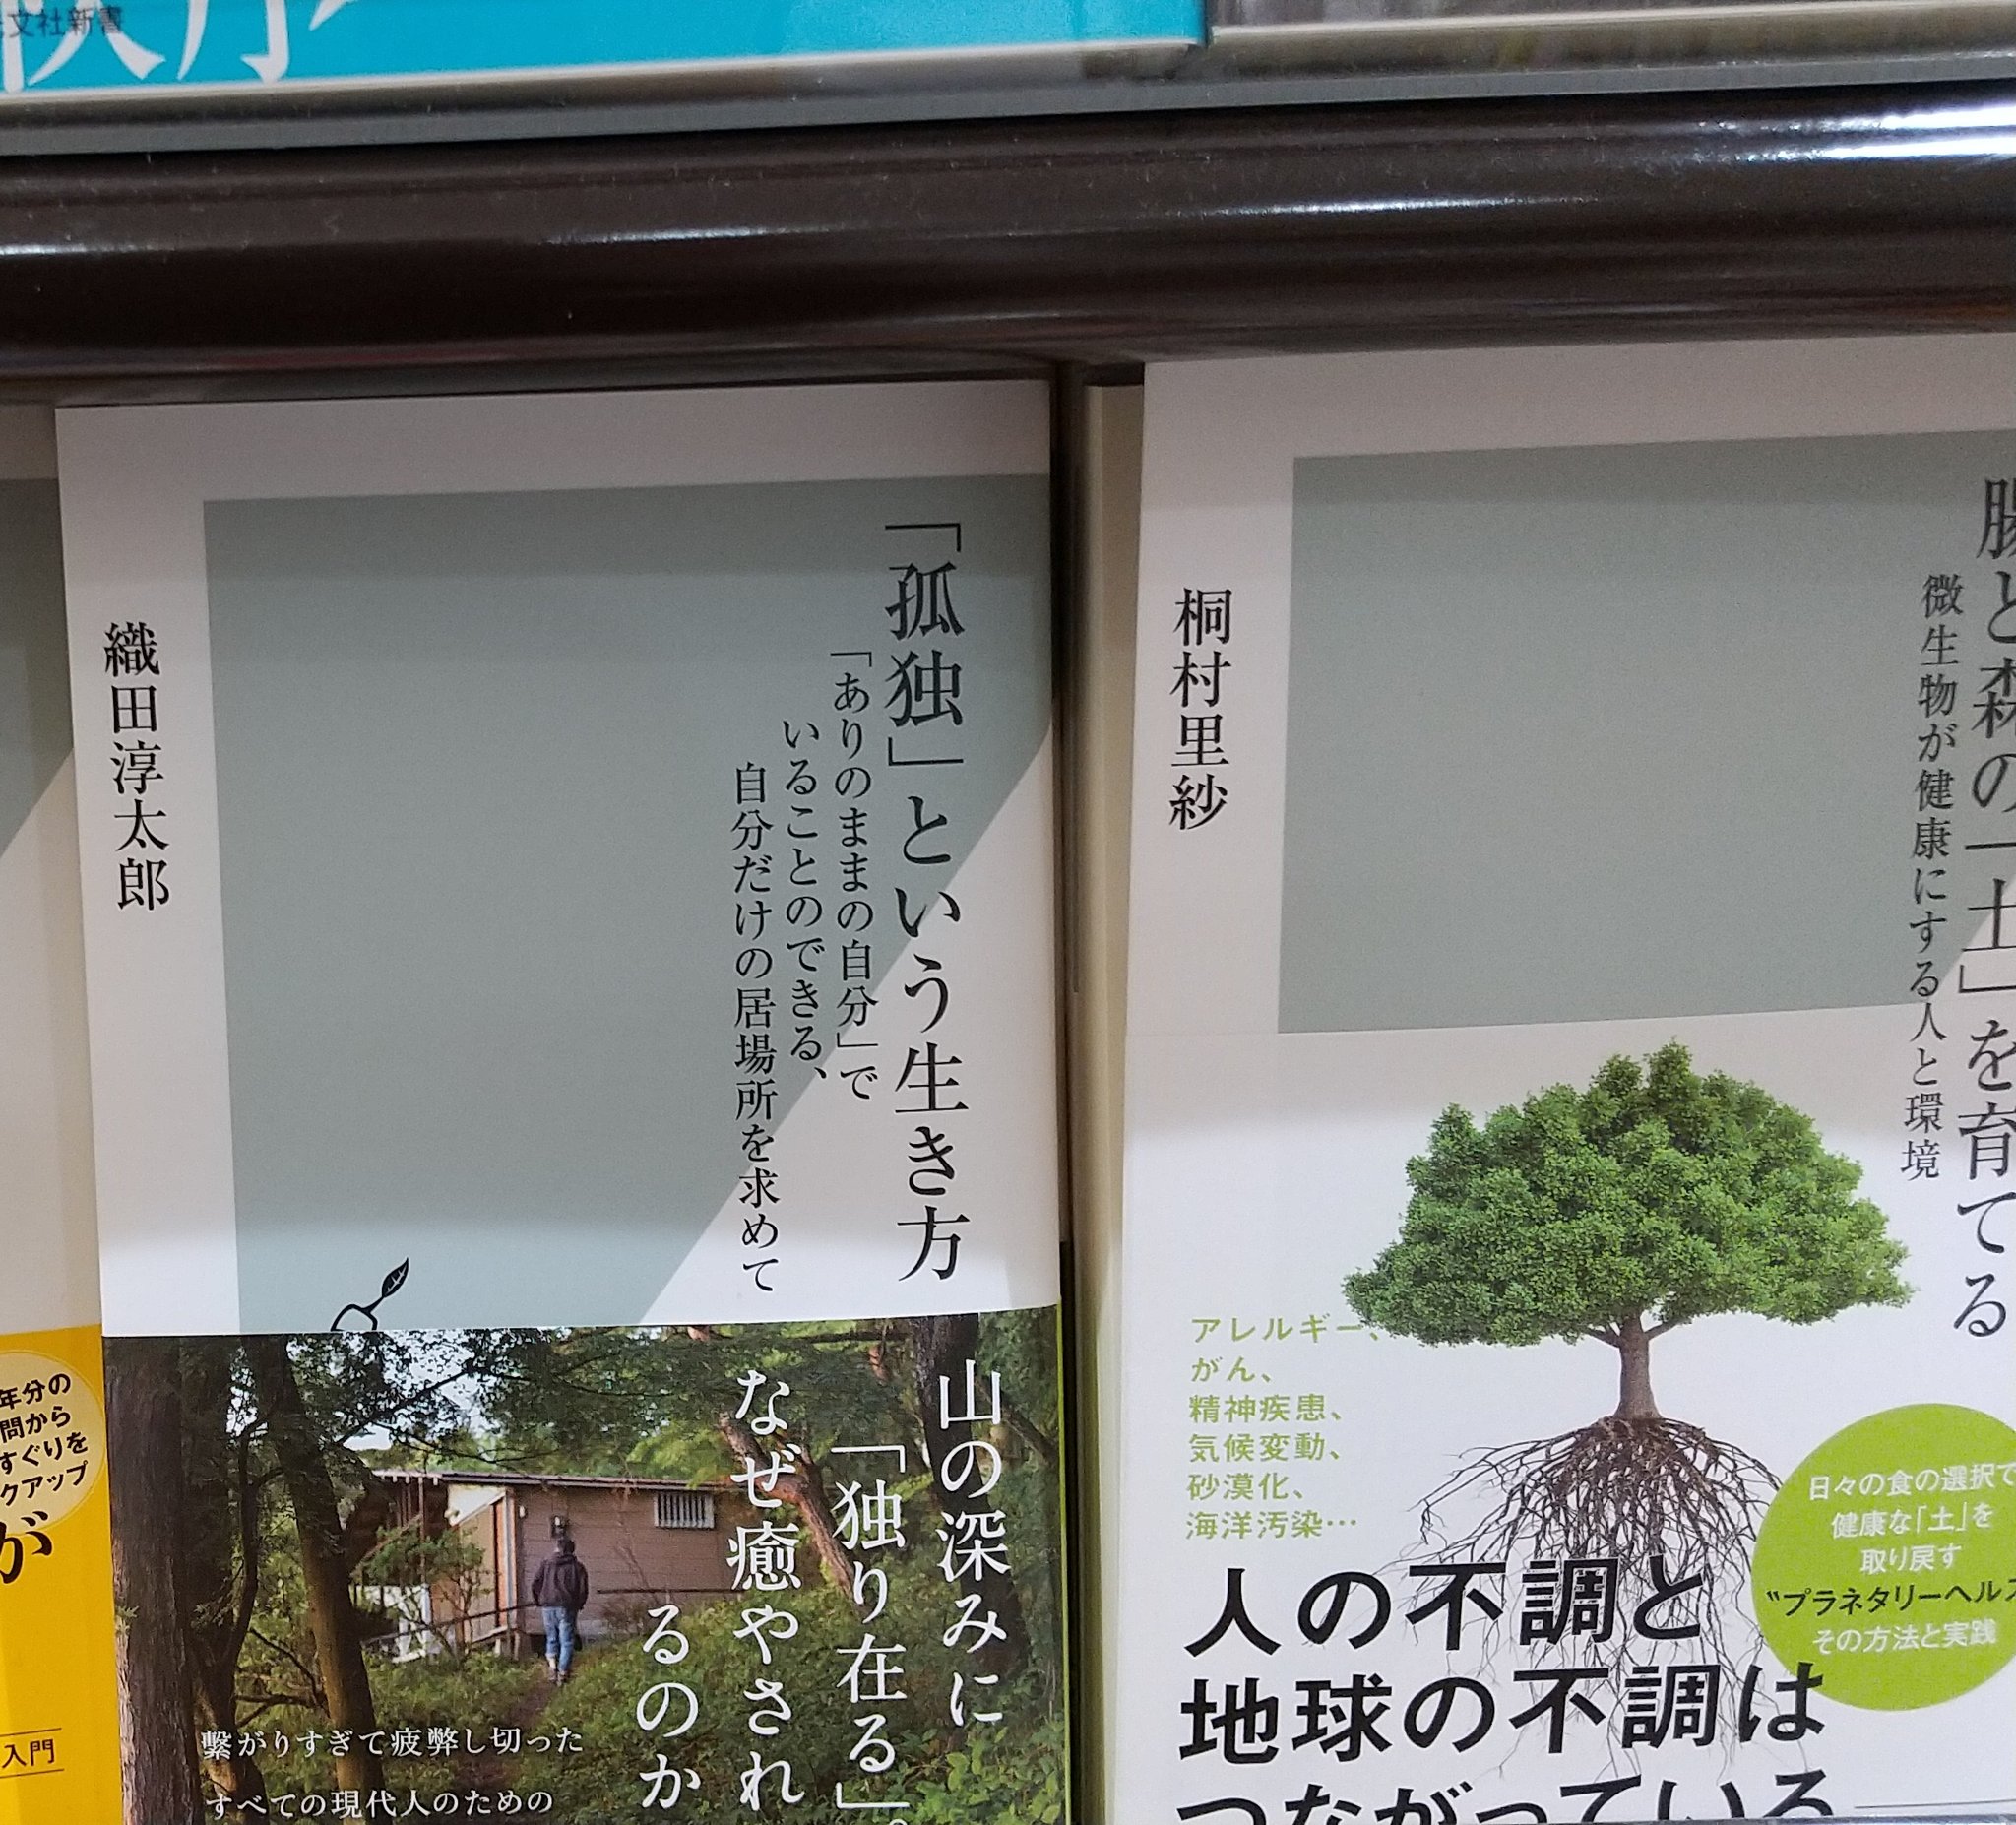 文社新書
「孤独」という生き方
「ありのままの自分」で
いることのできる、
自分だけの居場所を求めて
織田淳太郎
山の深みに
「独り在る」。
なぜ癒やされ
るのか
繋がりすぎて疲弊し切った
すべての現代人のための
腸と森の「土」を育てる
微生物が健康にする人と環境
桐村里紗
アレルギー、
がん、
精神疾患、
気候変動、
砂漠化、
海洋汚染…
人の不調と
地球の不調は
つながっている
日々の食の選択で
健康な「土」を
取り戻す
“プラネタリーヘル
その方法と実践
年分の
問から
すぐりを
クアップ
が
入門